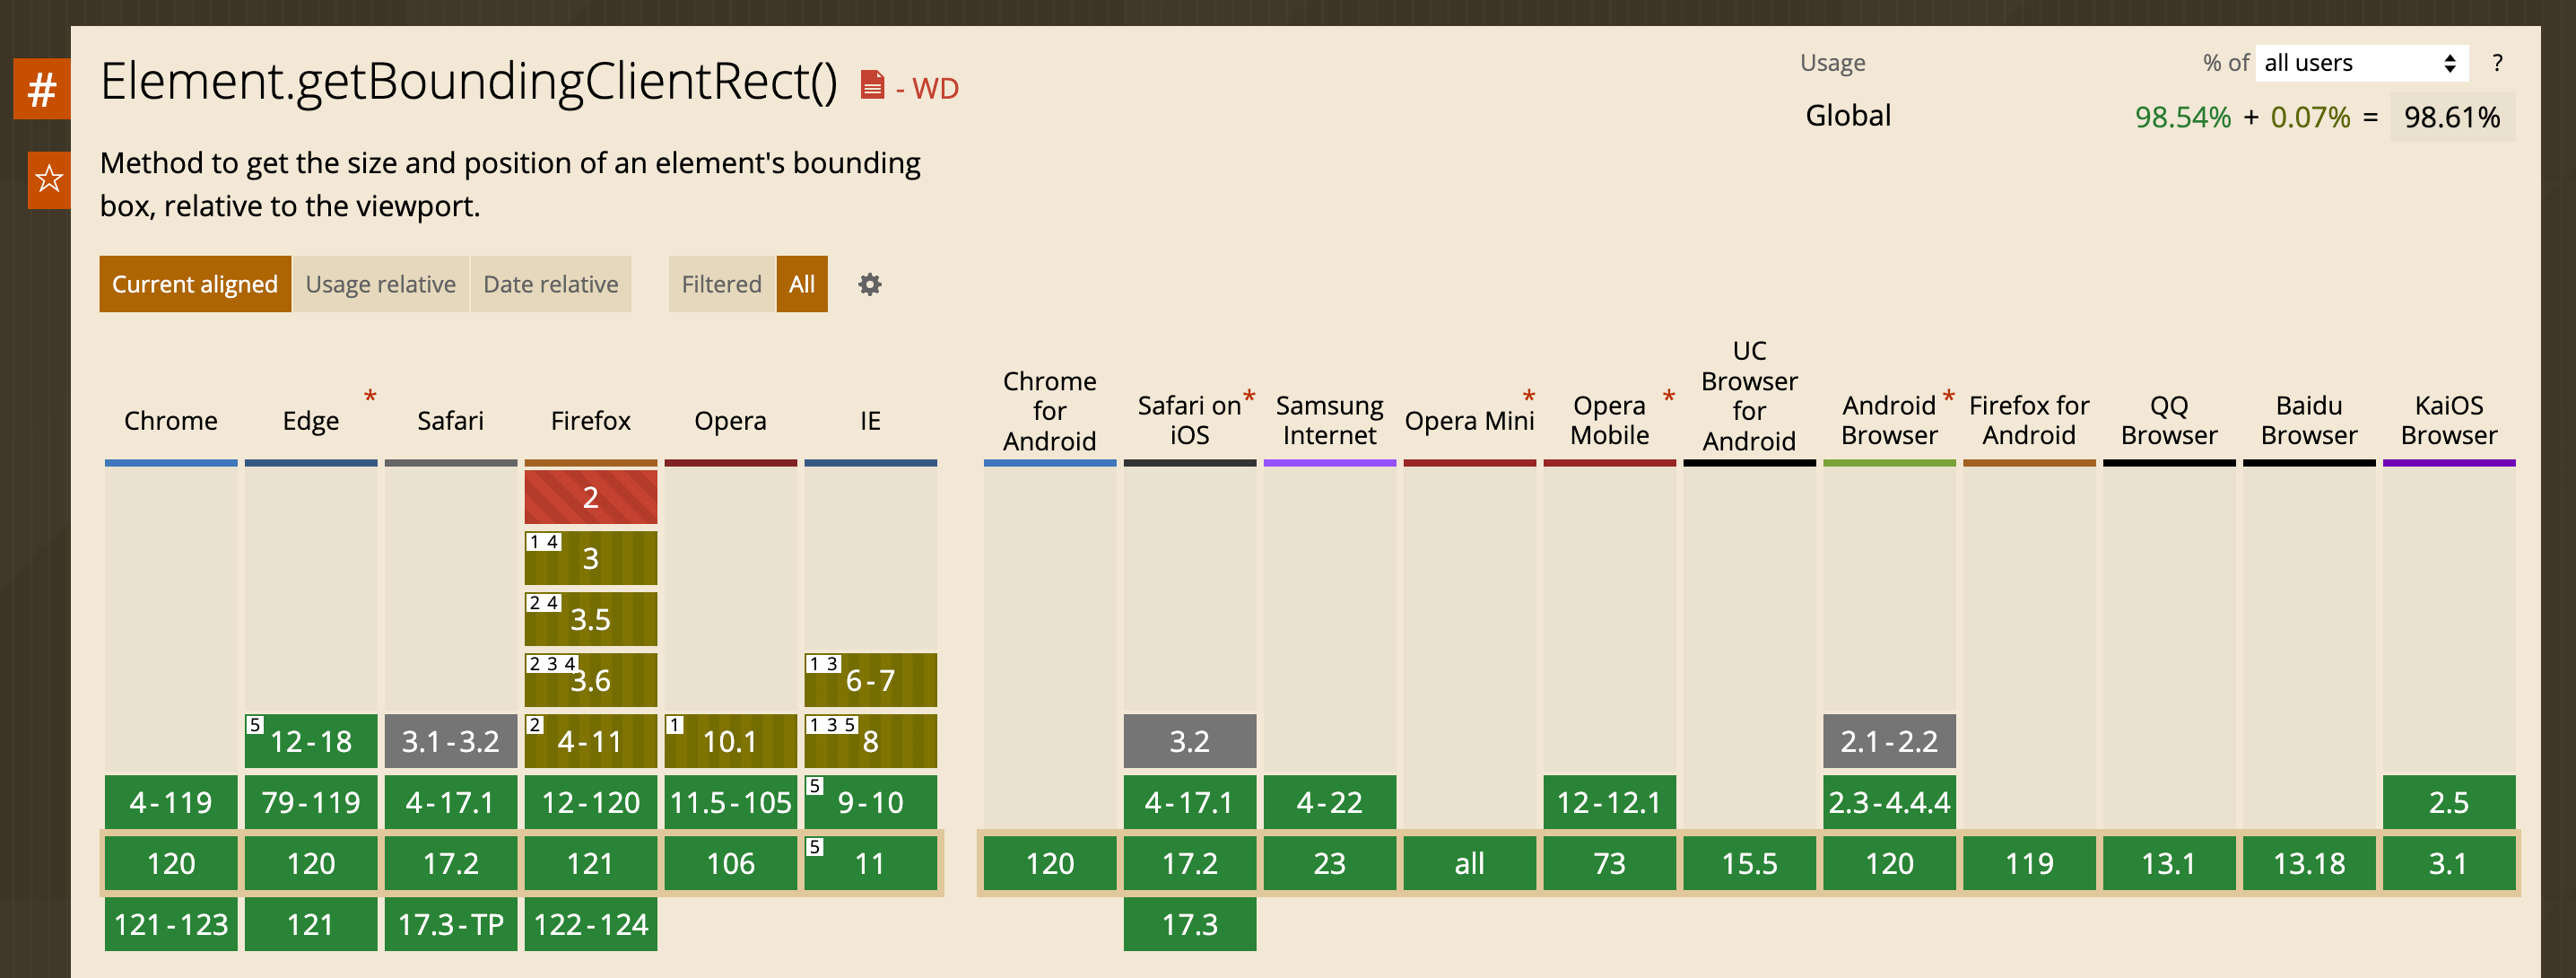 #
Element.getBoundingClientRect() - WD
Usage % of all users ?
Global 98.54% + 0.07% = 98.61%
Method to get the size and position of an element's bounding
box, relative to the viewport.
Current aligned Usage relative Date relative Filtered All
Chrome
Edge *
Safari
Firefox
Opera
IE
Chrome
for
Android
Safari on *
iOS
Samsung
Internet
Opera Mini *
Opera *
Mobile
UC
Browser
for
Android
Android *
Browser
Firefox for
Android
QQ
Browser
Baidu
Browser
KaiOS
Browser
2
1 4 3
2 4 3.5
2 3 4 3.6 1 3 6-7
5 12-18 3.1-3.2 2 4-11 1 10.1 1 3 5 8 3.2 2.1-2.2
4-119 79-119 4-17.1 12-120 11.5-105 5 9-10 4-17.1 4-22 12-12.1 2.3-4.4.4 2.5
120 120 17.2 121 106 5 11 120 17.2 23 all 73 15.5 120 119 13.1 13.18 3.1
121-123 121 17.3-TP 122-124 17.3